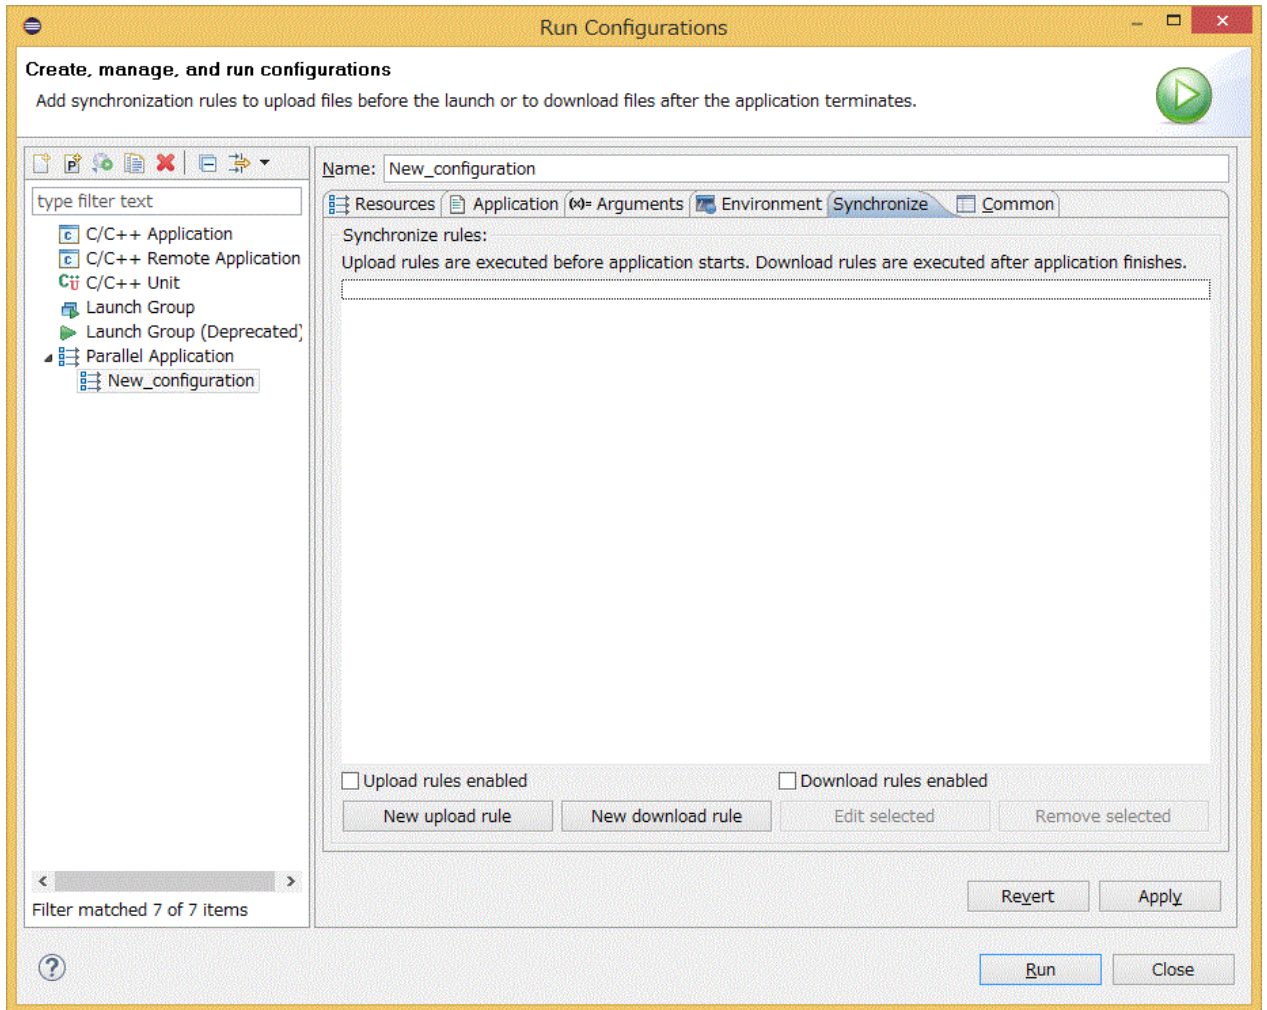 Run Configurations
Create, manage, and run configurations
Add synchronization rules to upload files before the launch or to download files after the application terminates.
type filter text
C/C++ Application
C/C++ Remote Application
C/C++ Unit
Launch Group
Launch Group (Deprecated)
Parallel Application
New_configuration
Filter matched 7 of 7 items
Name: New_configuration
Resources Application Arguments Environment Synchronize Common
Synchronize rules:
Upload rules are executed before application starts. Download rules are executed after application finishes.
Upload rules enabled Download rules enabled
New upload rule New download rule Edit selected Remove selected
Revert Apply
Run Close